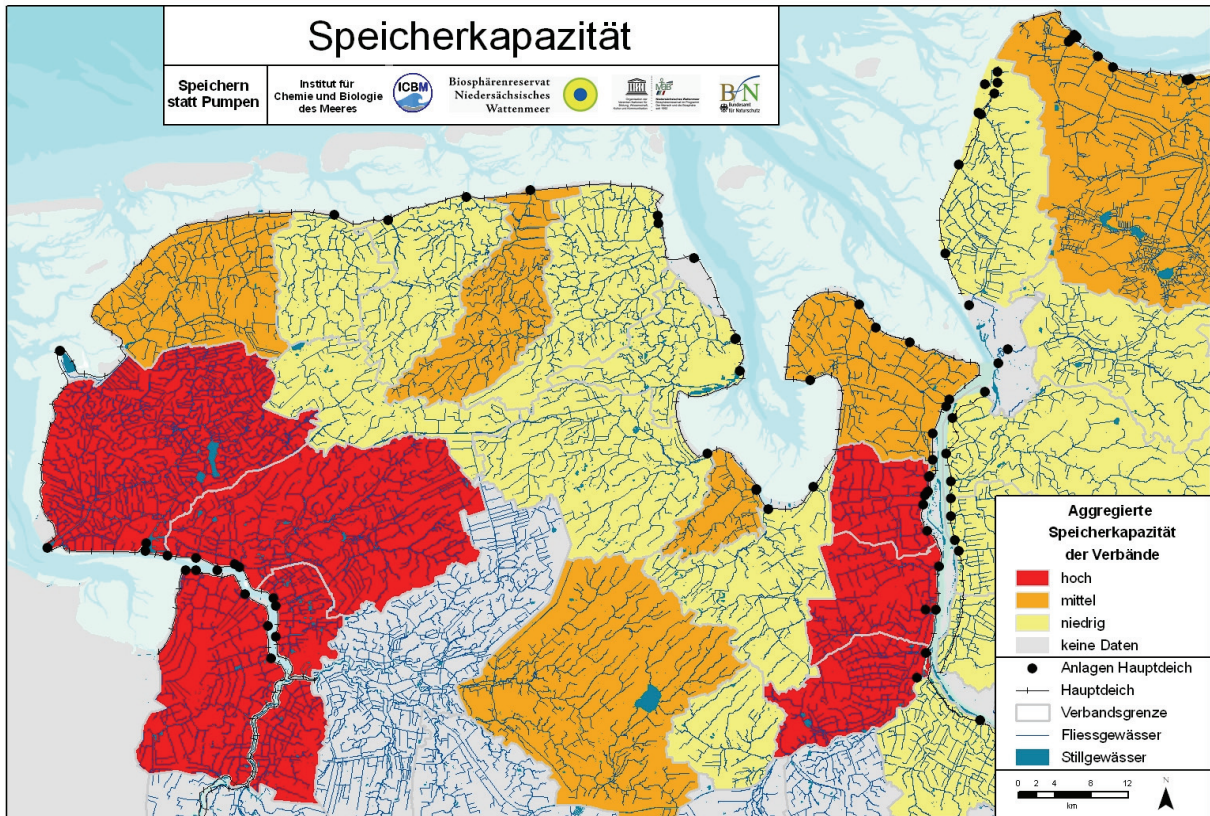 Speicherkapazität
Speichern
statt Pumpen
Institut für
Chemie und Biologie
des Meeres
ICBM
Biosphärenreservat
Niedersächsisches
Wattenmeer
BfN
Bundesamt
für Naturschutz
Aggregierte
Speicherkapazität
der Verbände
hoch
mittel
niedrig
keine Daten
Anlagen Hauptdeich
Hauptdeich
Verbandsgrenze
Fliessgewässer
Stillgewässer
0 2 4 8 12
km
N